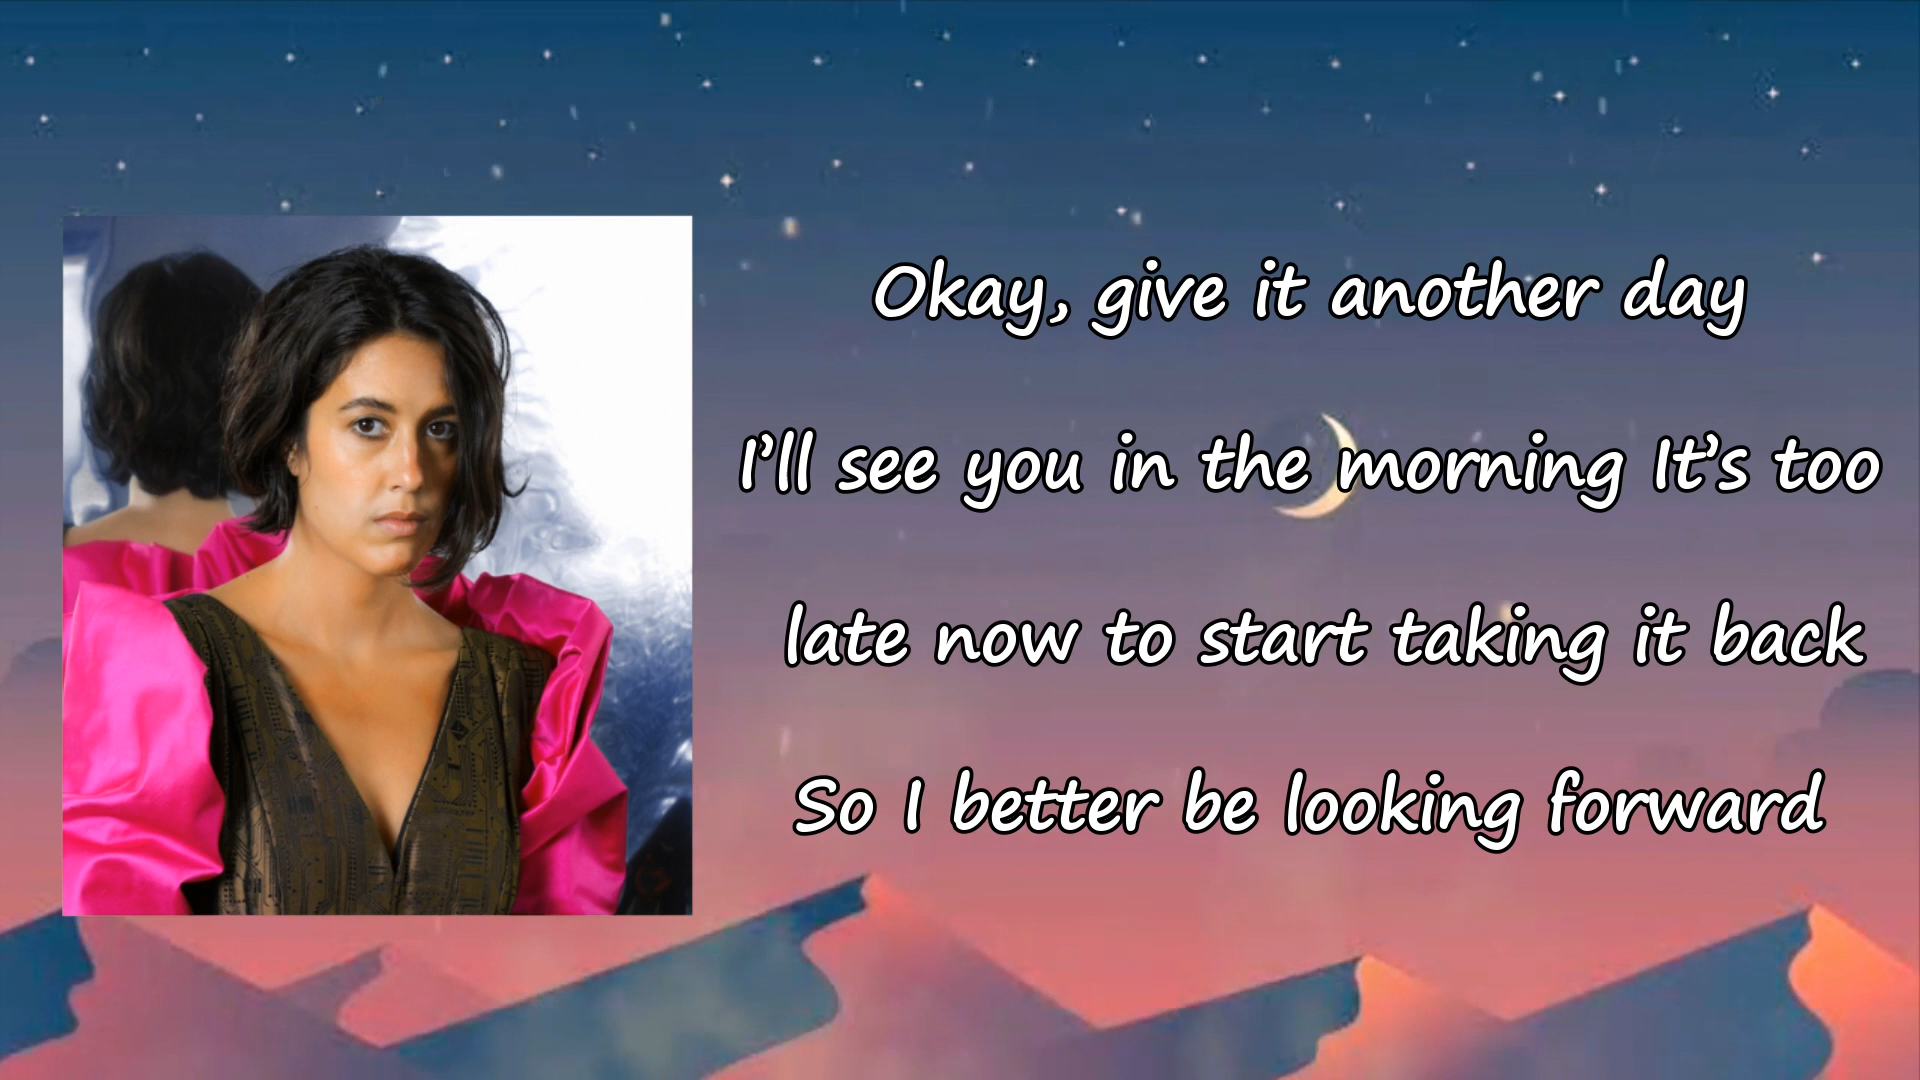 Okay, give it another day
I’ll see you in the morning It’s too
late now to start taking it back
So I better be looking forward